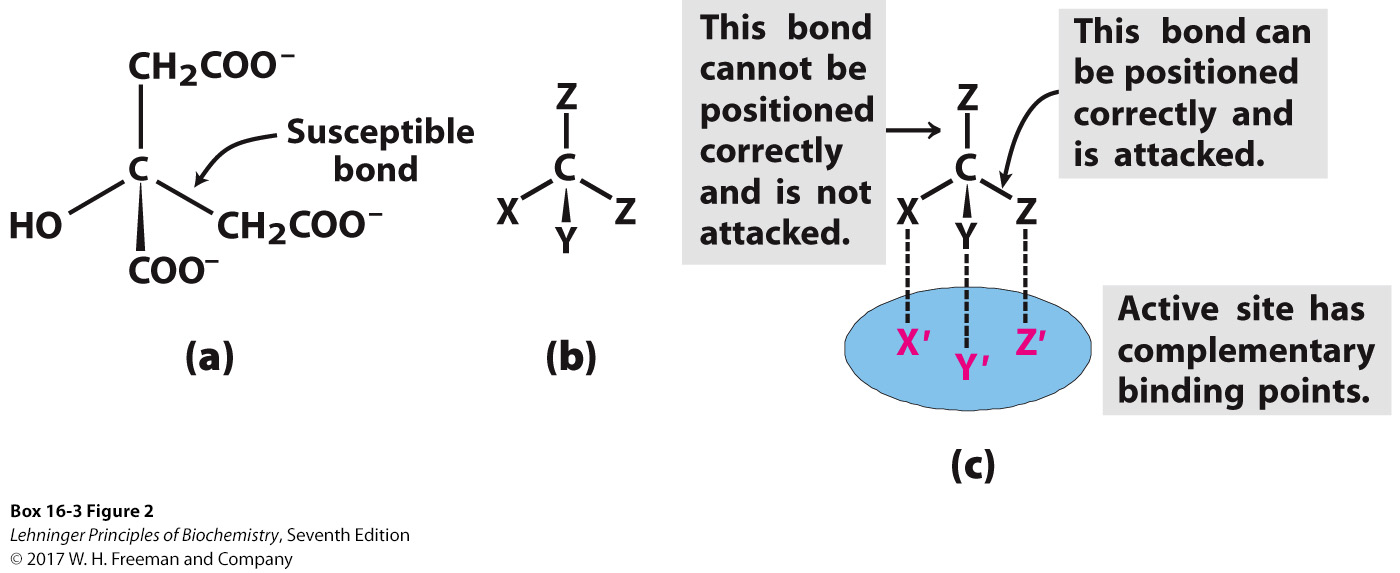 CH2COO−
C
HO
CH2COO−
COO−
Susceptible
bond
(a)
Z
C
X
Z
Y
(b)
This bond
cannot be
positioned
correctly
and is not
attacked.
Z
C
X
Z
Y
This bond can
be positioned
correctly and
is attacked.
X′
Y′
Z′
Active site has
complementary
binding points.
(c)
Box 16-3 Figure 2
Lehninger Principles of Biochemistry, Seventh Edition
© 2017 W. H. Freeman and Company